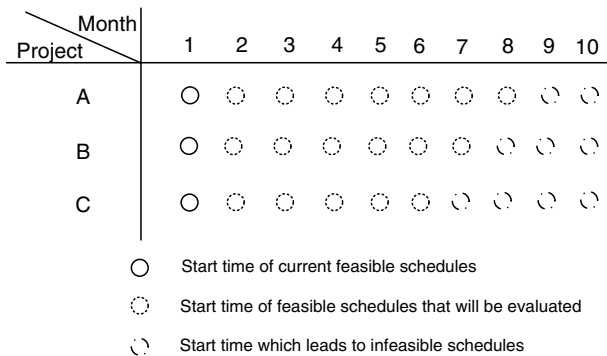 Month
Project
1 2 3 4 5 6 7 8 9 10
A
B
C
Start time of current feasible schedules
Start time of feasible schedules that will be evaluated
Start time which leads to infeasible schedules